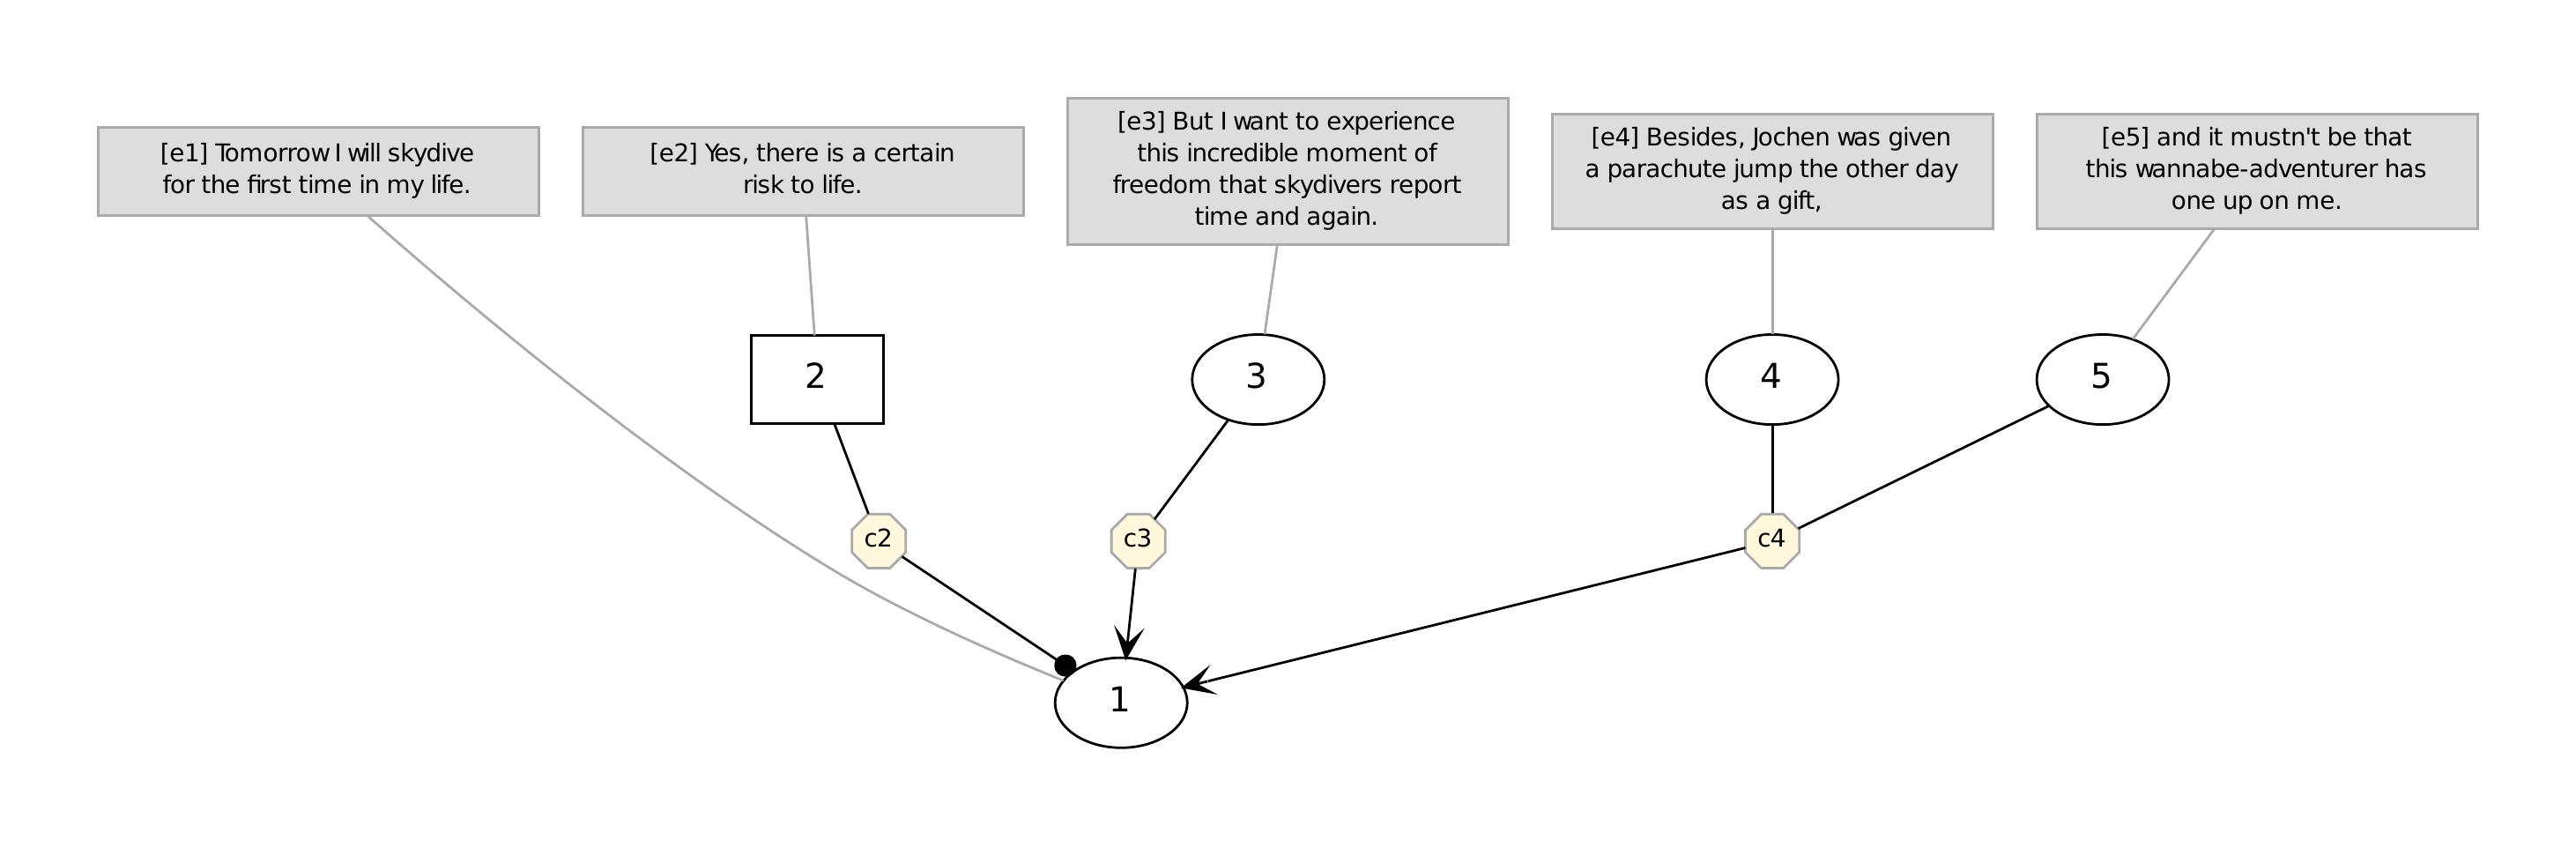 [e1] Tomorrow I will skydive
for the first time in my life.
[e2] Yes, there is a certain
risk to life.
[e3] But I want to experience
this incredible moment of
freedom that skydivers report
time and again.
[e4] Besides, Jochen was given
a parachute jump the other day
as a gift,
[e5] and it mustn't be that
this wannabe-adventurer has
one up on me.
2
3
4
5
c2
c3
c4
1